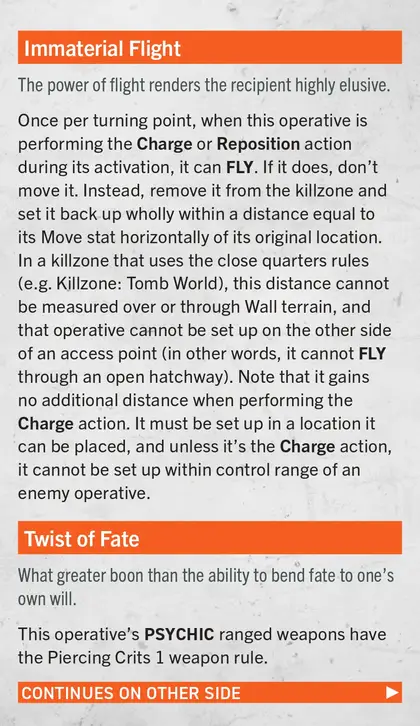 Immaterial Flight
The power of flight renders the recipient highly elusive.
Once per turning point, when this operative is
performing the Charge or Reposition action
during its activation, it can FLY. If it does, don’t
move it. Instead, remove it from the killzone and
set it back up wholly within a distance equal to
its Move stat horizontally of its original location.
In a killzone that uses the close quarters rules
(e.g. Killzone: Tomb World), this distance cannot
be measured over or through Wall terrain, and
that operative cannot be set up on the other side
of an access point (in other words, it cannot FLY
through an open hatchway). Note that it gains
no additional distance when performing the
Charge action. It must be set up in a location it
can be placed, and unless it’s the Charge action,
it cannot be set up within control range of an
enemy operative.
Twist of Fate
What greater boon than the ability to bend fate to one’s
own will.
This operative’s PSYCHIC ranged weapons have
the Piercing Crits 1 weapon rule.
CONTINUES ON OTHER SIDE